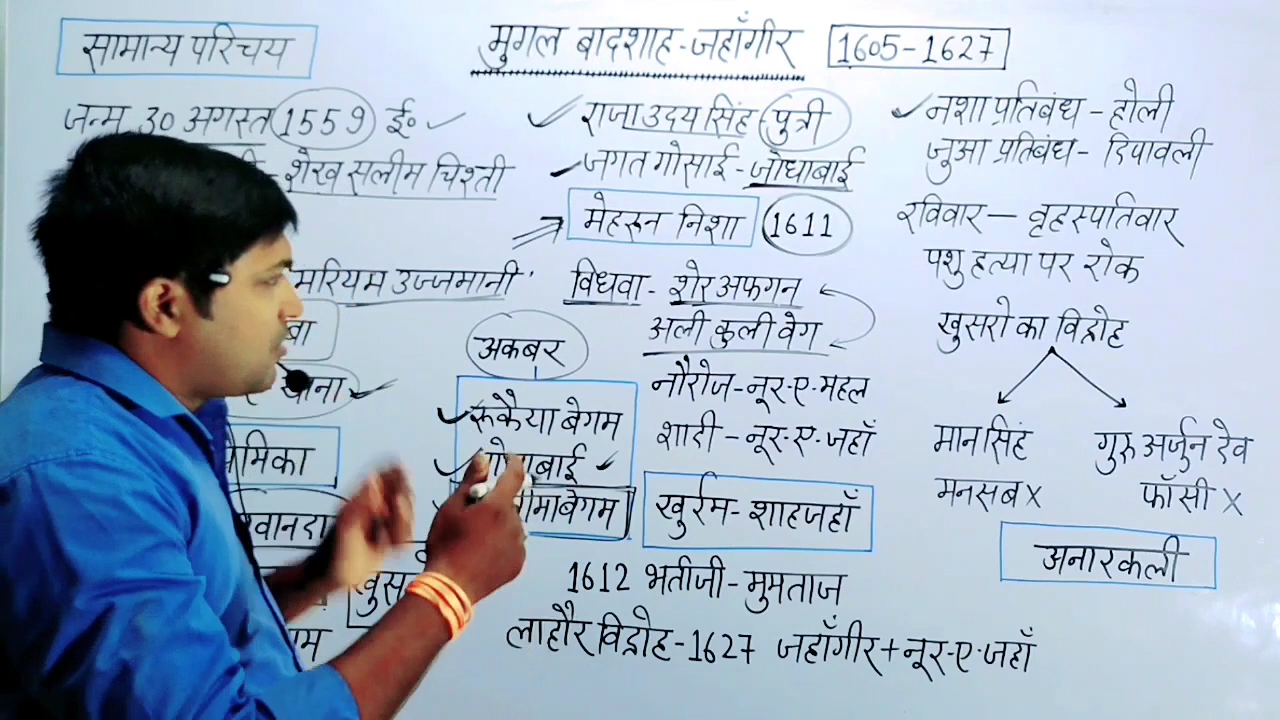 सामान्य परिचय
मुगल बादशाह-जहाँगीर
1605-1627
जन्म 30 अगस्त 1559 ई०
शेख सलीम चिश्ती
मरियम उज्जमानी
खाना
अकबर
रूकैया बेगम
राजा उदय सिंह पुत्री
जगत गोसाई-जोधाबाई
मेहरून निशा 1611
विधवा-शेर अफगन
अली कुली वेग
नौरोज-नूर-ए-महल
शादी-नूर-ए-जहाँ
खुर्रम-शाहजहाँ
1612 भतीजी-मुमताज
लाहौर विद्रोह-1627 जहाँगीर+नूर-ए-जहाँ
नशा प्रतिबंध-होली
जुआ प्रतिबंध-दिपावली
रविवार-वृहस्पतिवार
पशु हत्या पर रोक
खुसरो का विद्रोह
मान सिंह
मनसब X
गुरु अर्जुन देव
फाँसी X
अनारकली